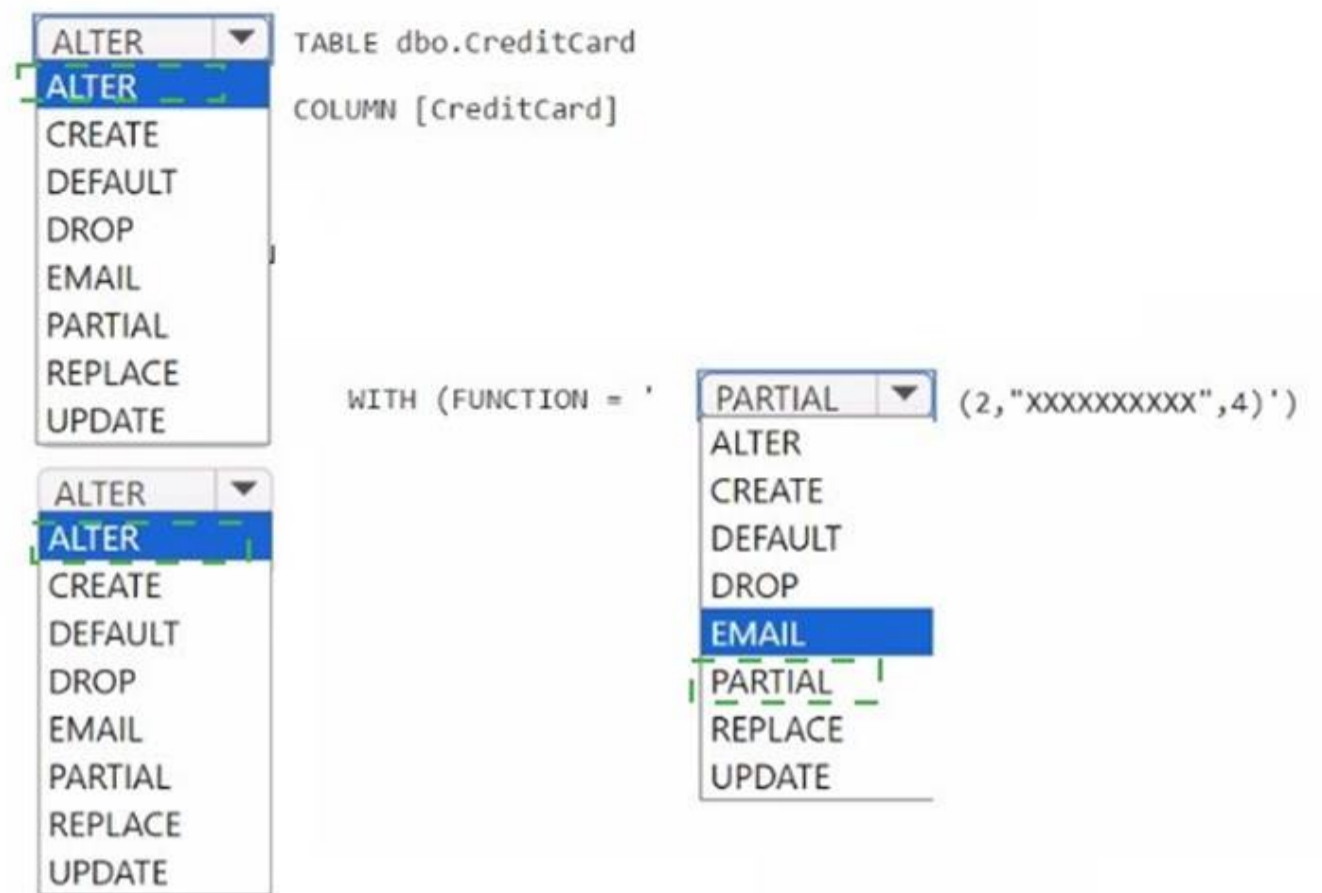 ALTER TABLE dbo.CreditCard
ALTER
COLUMN [CreditCard]
CREATE
DEFAULT
DROP
EMAIL
PARTIAL
REPLACE
UPDATE
WITH (FUNCTION = ' PARTIAL (2,"XXXXXXXXXX",4)')
ALTER
CREATE
DEFAULT
DROP
EMAIL
PARTIAL
REPLACE
UPDATE
ALTER
ALTER
CREATE
DEFAULT
DROP
EMAIL
PARTIAL
REPLACE
UPDATE